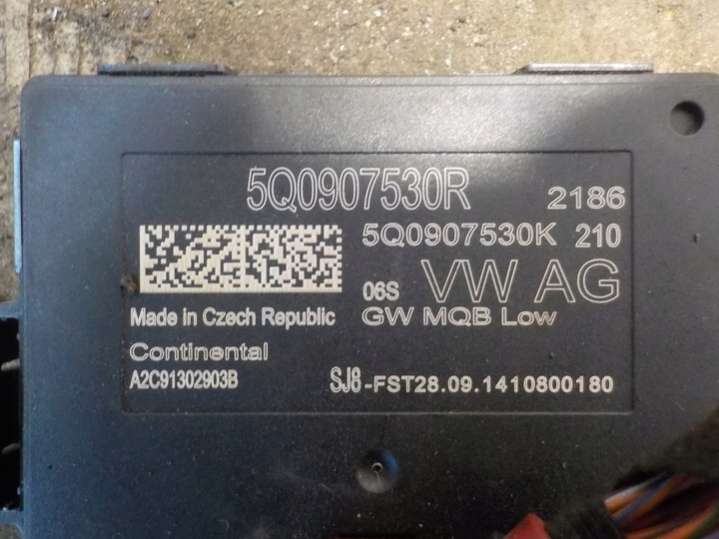 5Q0907530R 2186
5Q0907530K 210
06S VW AG
Made in Czech Republic GW MQB Low
Continental
A2C91302903B SJ8-FST28.09.1410800180